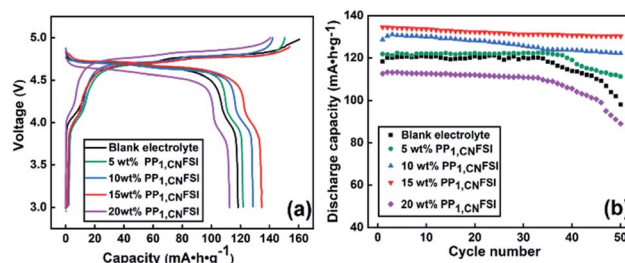 Voltage (V)
5.0
4.5
4.0
3.5
3.0
Blank electrolyte
5 wt% PP1,CNFSI
10wt% PP1,CNFSI
15wt% PP1,CNFSI
20wt% PP1,CNFSI
(a)
0 20 40 60 80 100 120 140 160
Capacity (mA•h•g-1)
Discharge capacity (mA•h•g-1)
140
120
100
80
60
Blank electrolyte
5 wt% PP1,CNFSI
10 wt% PP1,CNFSI
15 wt% PP1,CNFSI
20 wt% PP1,CNFSI
(b)
0 10 20 30 40 50
Cycle number